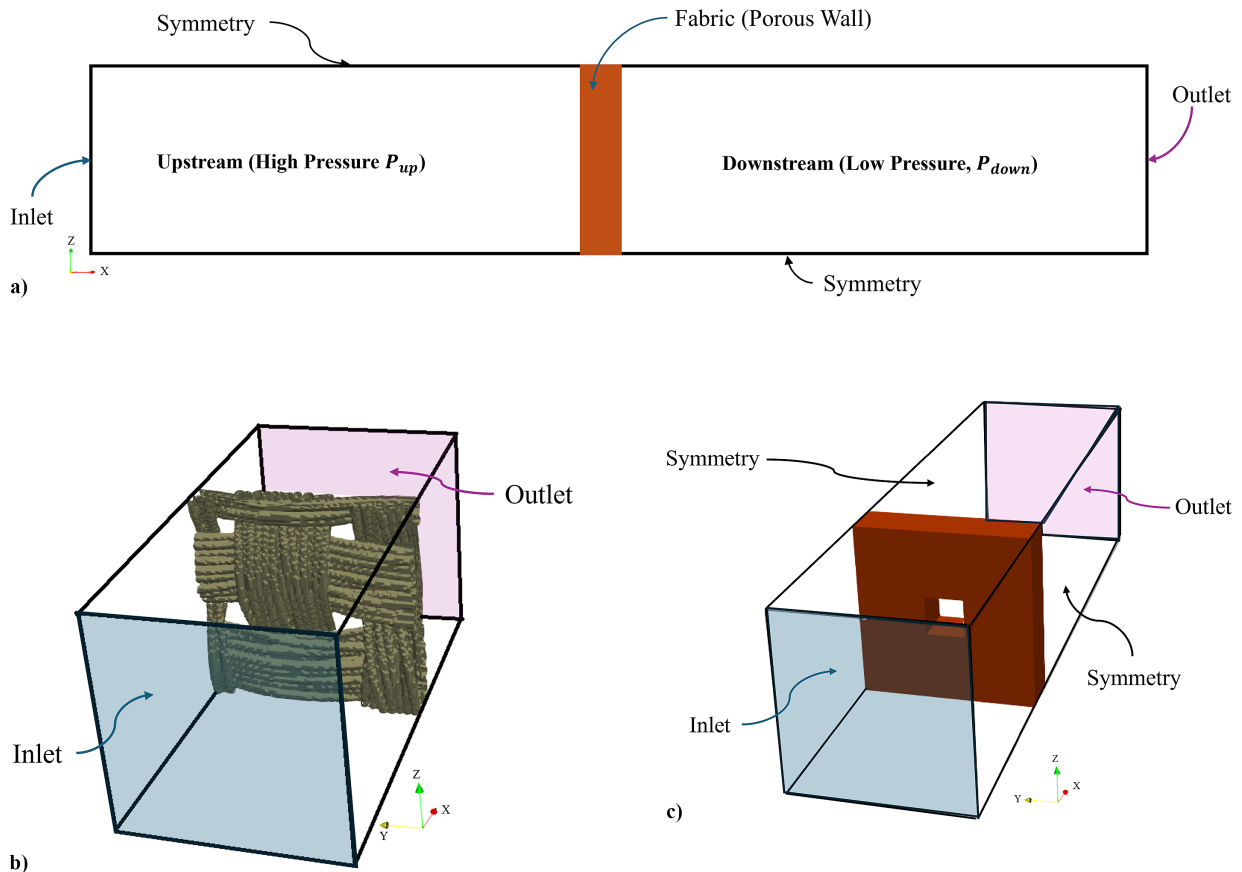 Fabric (Porous Wall)
Symmetry
Outlet
Upstream (High Pressure P_up)
Downstream (Low Pressure, P_down)
Inlet
Z
X
Symmetry
a)
Symmetry
Outlet
Outlet
Symmetry
Inlet
Inlet
Z
X
Y
Z
X
Y
c)
b)